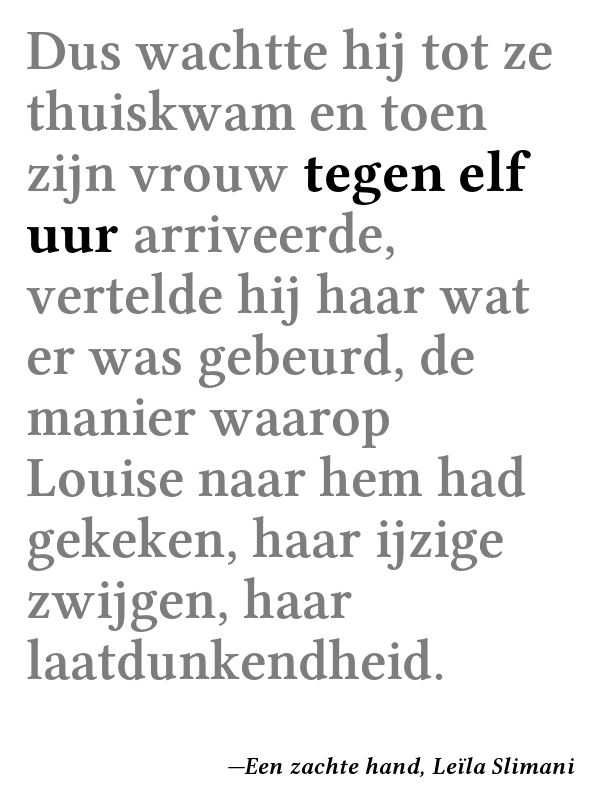 Dus wachtte hij tot ze
thuiskwam en toen
zijn vrouw tegen elf
uur arriveerde,
vertelde hij haar wat
er was gebeurd, de
manier waarop
Louise naar hem had
gekeken, haar ijzige
zwijgen, haar
laatdunkendheid.
—Een zachte hand, Leïla Slimani